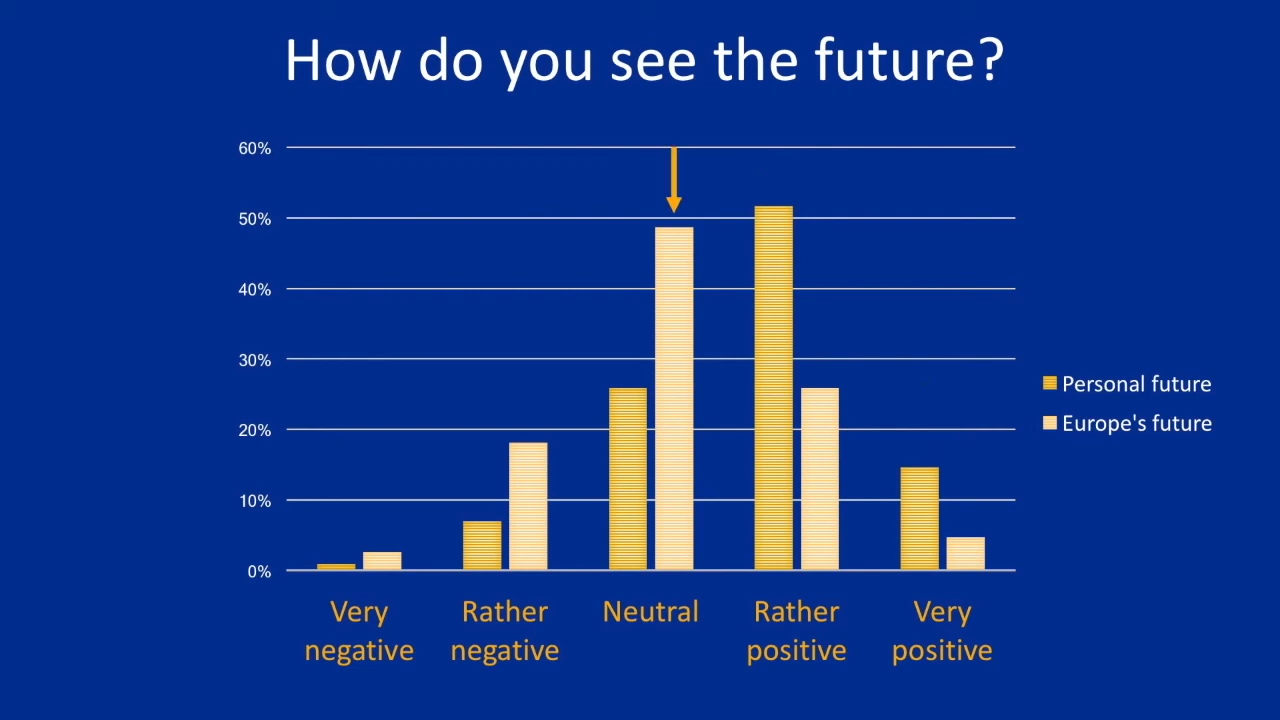 How do you see the future?
60%
50%
40%
30%
20%
10%
0%
Personal future
Europe's future
Very
negative
Rather
negative
Neutral
Rather
positive
Very
positive